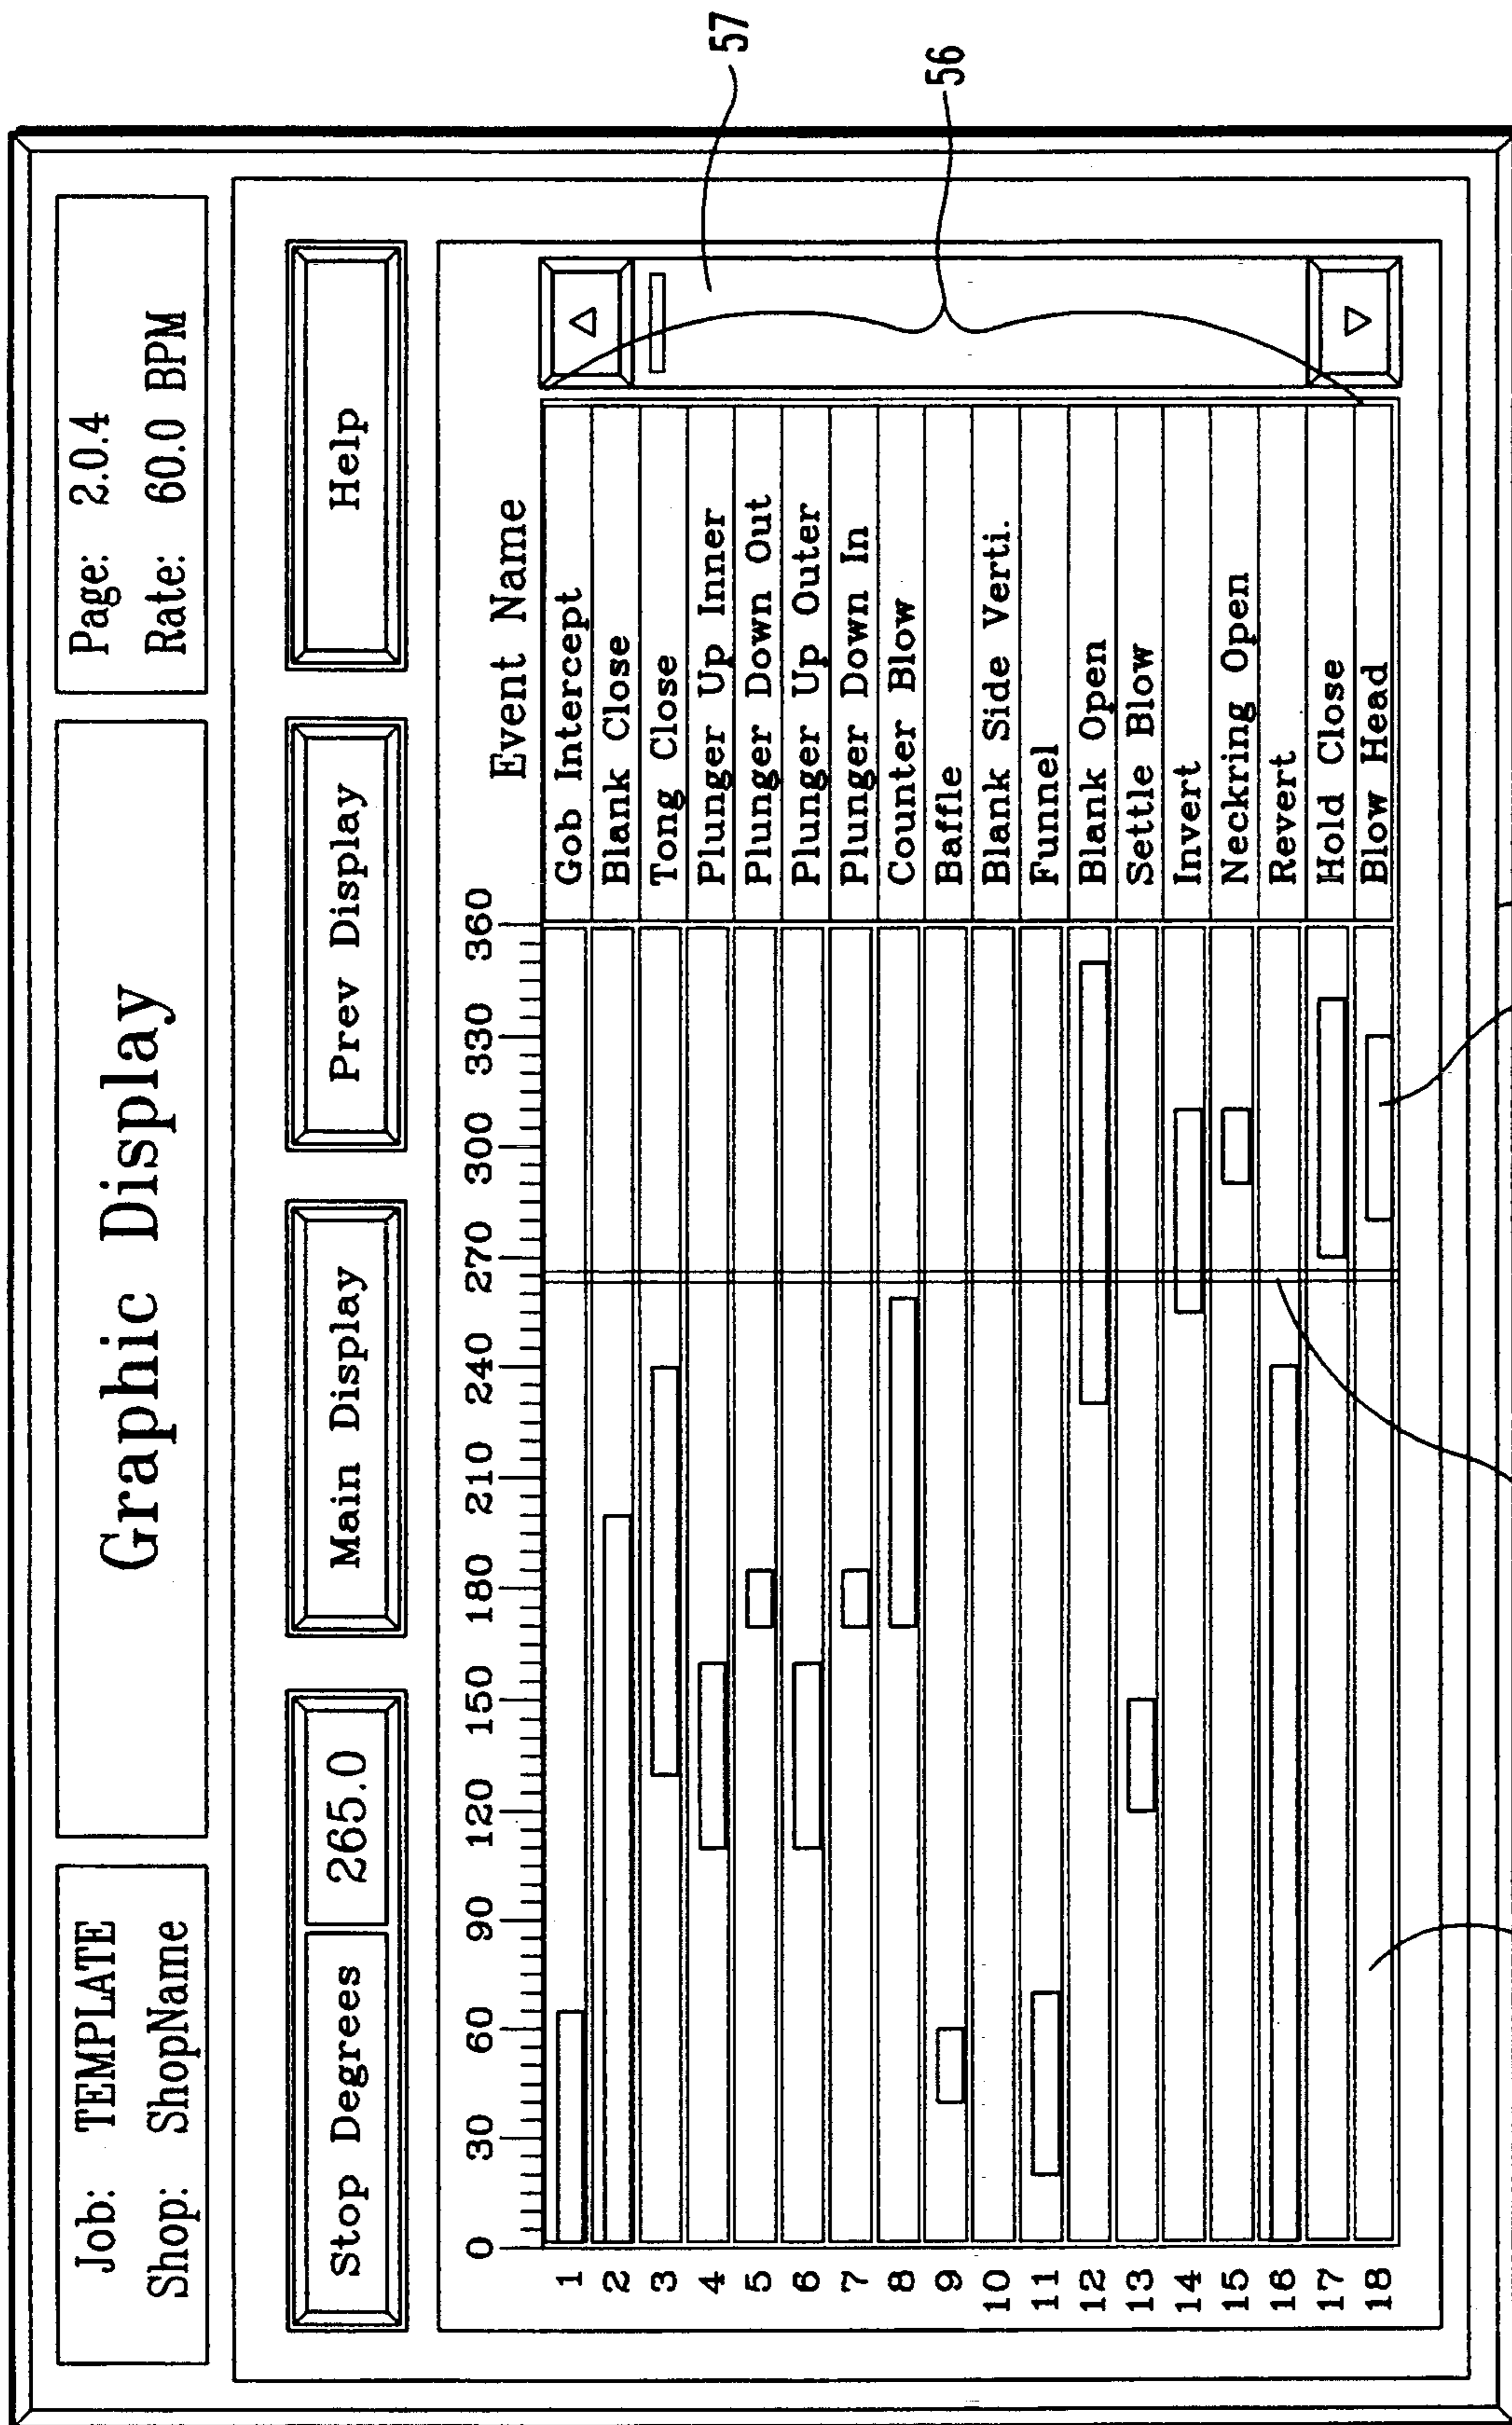 Job: TEMPLATE
Shop: ShopName
Graphic Display
Page: 2.0.4
Rate: 60.0 BPM
Stop Degrees 265.0
Main Display
Prev Display
Help
0 30 60 90 120 150 180 210 240 270 300 330 360
Event Name
1 Gob Intercept
2 Blank Close
3 Tong Close
4 Plunger Up Inner
5 Plunger Down Out
6 Plunger Up Outer
7 Plunger Down In
8 Counter Blow
9 Baffle
10 Blank Side Verti.
11 Funnel
12 Blank Open
13 Settle Blow
14 Invert
15 Neckring Open
16 Revert
17 Hold Close
18 Blow Head
57
56